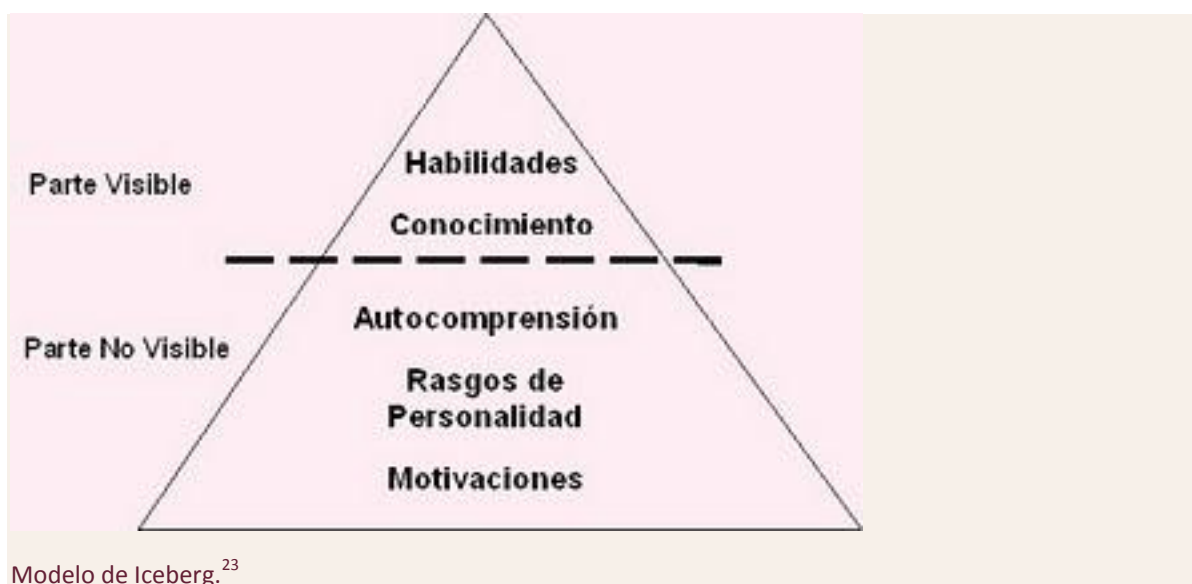 Habilidades
Parte Visible
Conocimiento
Autocomprensión
Parte No Visible
Rasgos de
Personalidad
Motivaciones
Modelo de Iceberg.23